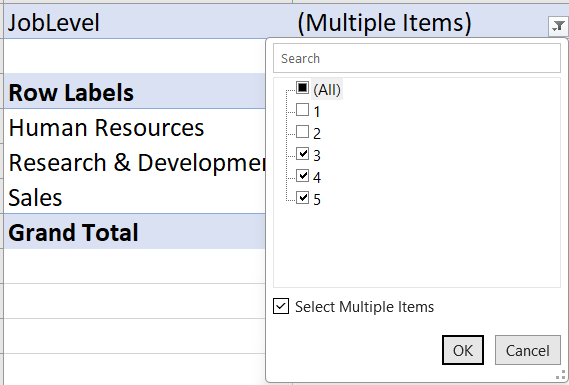 JobLevel (Multiple Items)
Search
(All)
1
2
3
4
5
Row Labels
Human Resources
Research & Developme
Sales
Grand Total
Select Multiple Items
OK Cancel